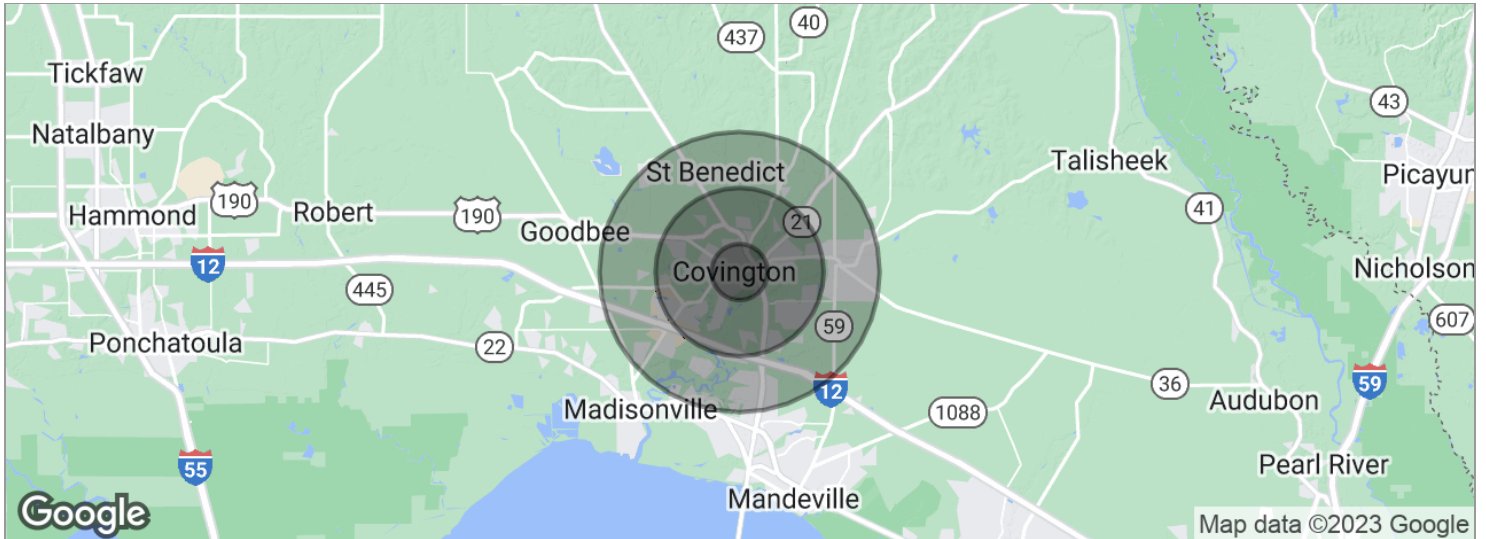 40
437
Tickfaw
43
Natalbany
St Benedict
Talisheek
Picayun
190
Hammond
Robert
190
21
41
Goodbee
12
Covington
Nicholson
445
607
59
Ponchatoula
22
36
59
12
Madisonville
1088
Audubon
55
Pearl River
Mandeville
Google
Map data ©2023 Google